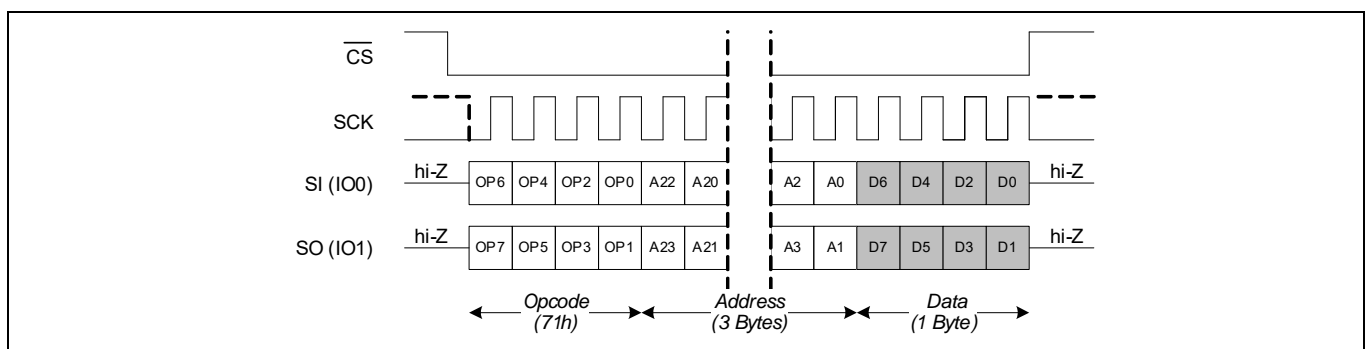 CS
SCK
SI (IO0) hi-Z OP6 OP4 OP2 OP0 A22 A20 A2 A0 D6 D4 D2 D0 hi-Z
SO (IO1) hi-Z OP7 OP5 OP3 OP1 A23 A21 A3 A1 D7 D5 D3 D1 hi-Z
Opcode Address Data
(71h) (3 Bytes) (1 Byte)